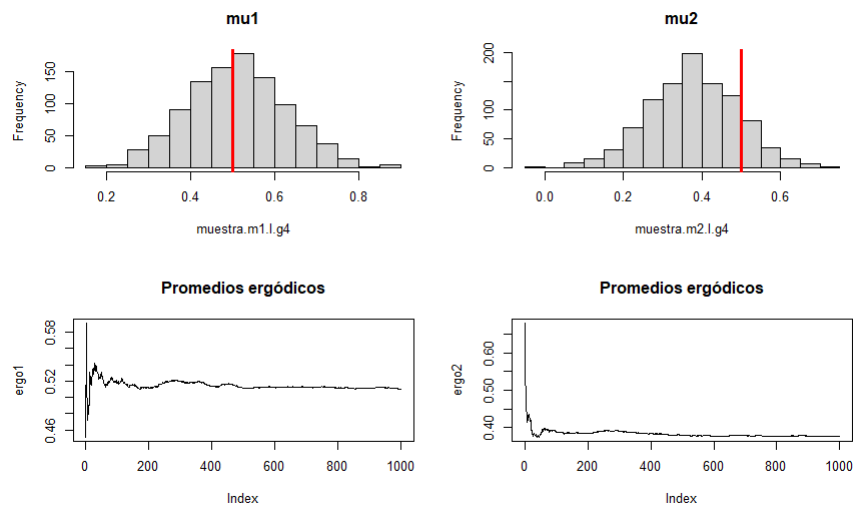 mu1
Frequency
0 50 100 150
0.2 0.4 0.6 0.8
muestra.m1.l.g4
mu2
Frequency
0 50 100 200
0.0 0.2 0.4 0.6
muestra.m2.l.g4
Promedios ergódicos
ergo1
0.46 0.52 0.58
0 200 400 600 800 1000
Index
Promedios ergódicos
ergo2
0.40 0.50 0.60
0 200 400 600 800 1000
Index